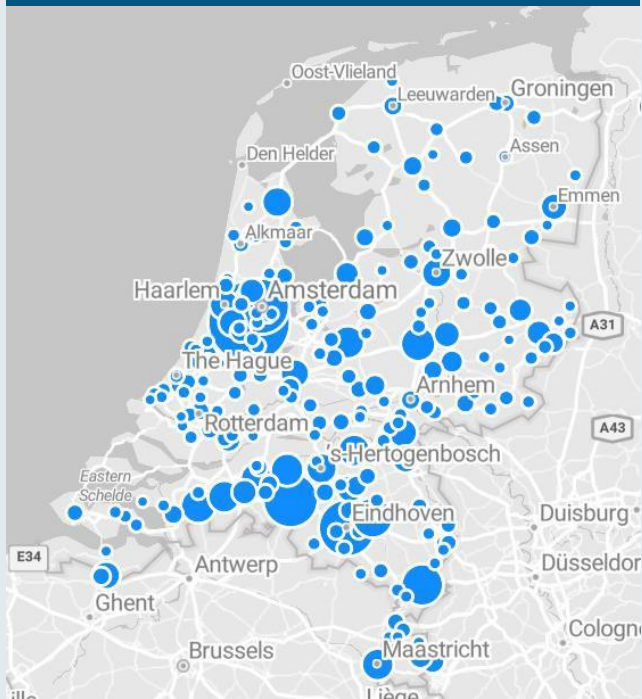 Oost-Vlieland
Leeuwarden
Groningen
Assen
Den Helder
Emmen
Alkmaar
Zwolle
Haarlem
Amsterdam
A31
The Hague
Arnhem
Rotterdam
A43
's-Hertogenbosch
Eastern
Schelde
Eindhoven
Duisburg
E34
Antwerp
Düsseldor
Ghent
Cologn
Brussels
Maastricht
Liège
ille